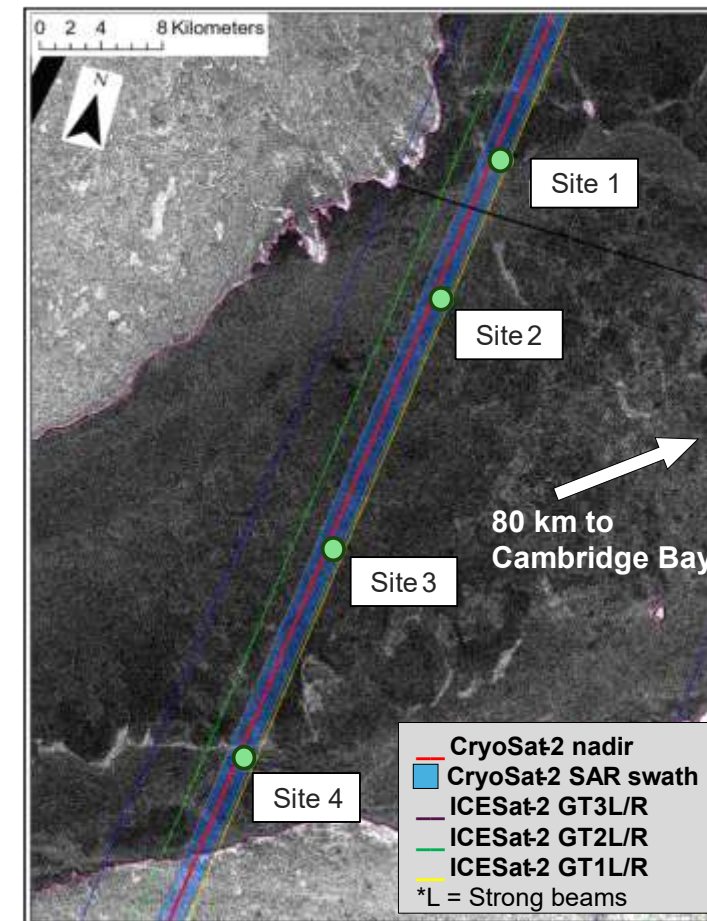 0 2 4 8 Kilometers
N
Site 1
Site 2
80 km to
Cambridge Bay
Site 3
Site 4
CryoSat-2 nadir
CryoSat-2 SAR swath
ICESat-2 GT3L/R
ICESat-2 GT2L/R
ICESat-2 GT1L/R
*L = Strong beams